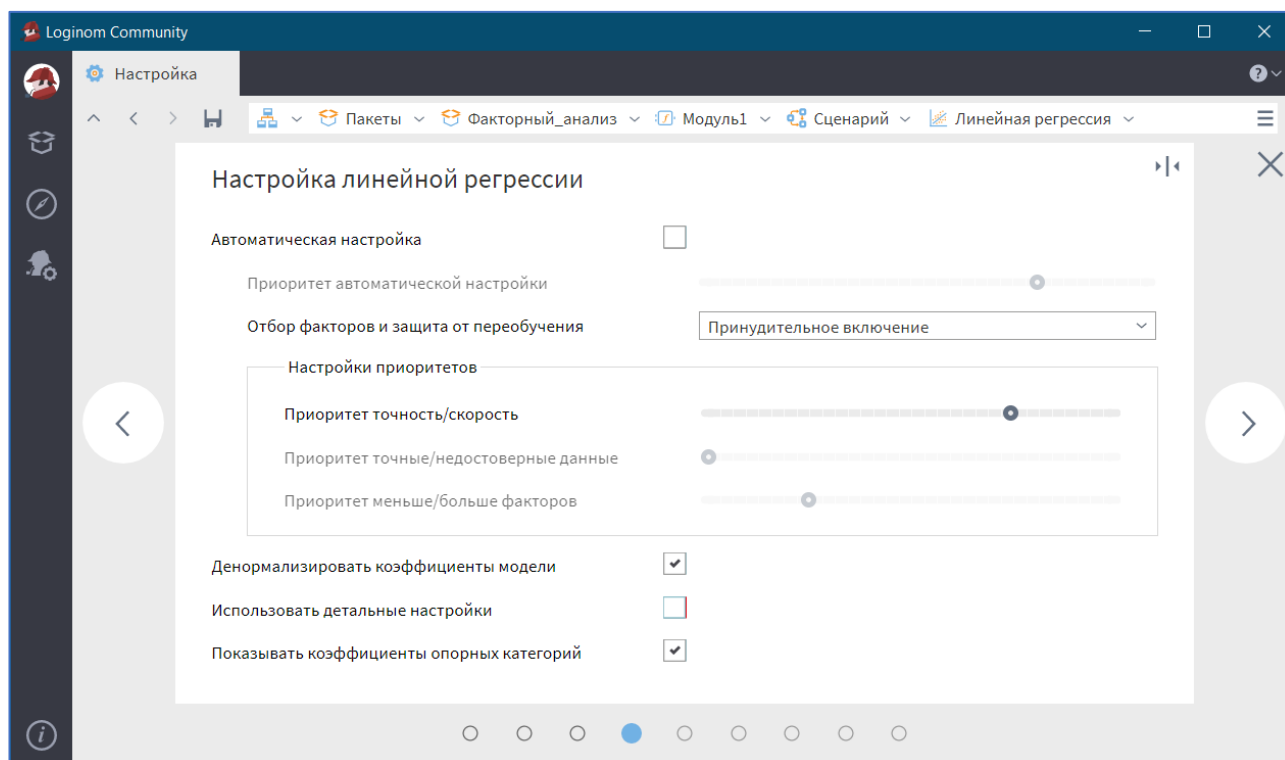 Loginom Community
Настройка
Пакеты Факторный_анализ Модуль1 Сценарий Линейная регрессия
Настройка линейной регрессии
Автоматическая настройка
Приоритет автоматической настройки
Отбор факторов и защита от переобучения Принудительное включение
Настройки приоритетов
Приоритет точность/скорость
Приоритет точные/недостоверные данные
Приоритет меньше/больше факторов
Денормализировать коэффициенты модели
Использовать детальные настройки
Показывать коэффициенты опорных категорий